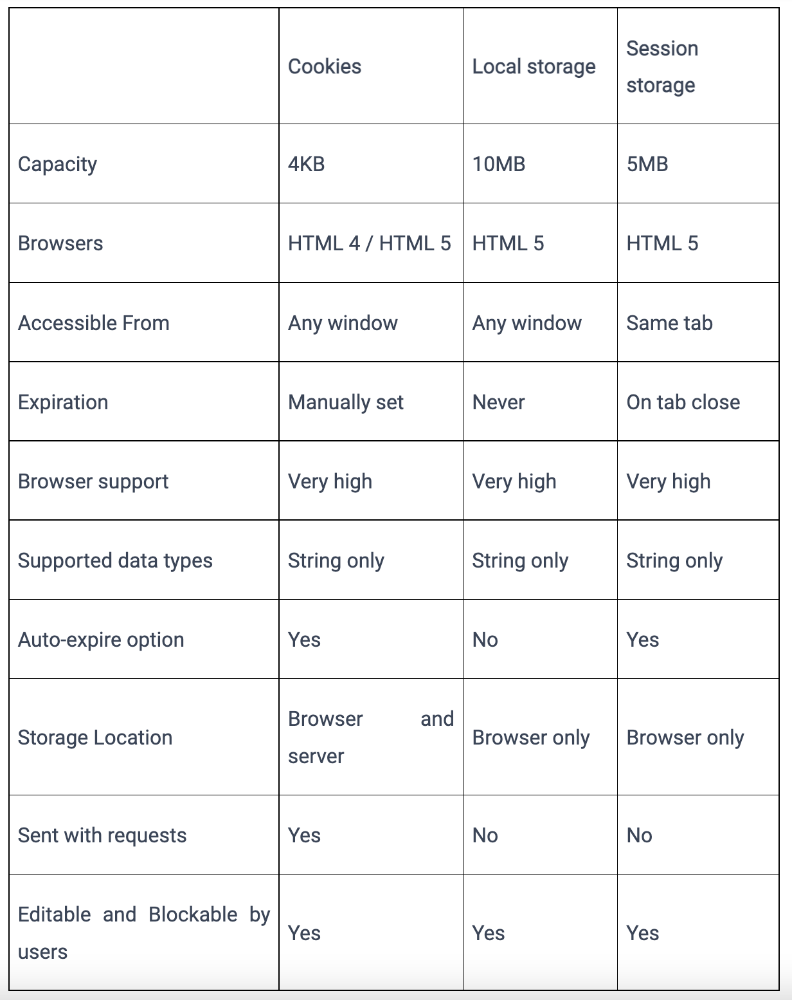 Cookies Local storage Session storage
Capacity 4KB 10MB 5MB
Browsers HTML 4 / HTML 5 HTML 5 HTML 5
Accessible From Any window Any window Same tab
Expiration Manually set Never On tab close
Browser support Very high Very high Very high
Supported data types String only String only String only
Auto-expire option Yes No Yes
Storage Location Browser and server Browser only Browser only
Sent with requests Yes No No
Editable and Blockable by users Yes Yes Yes